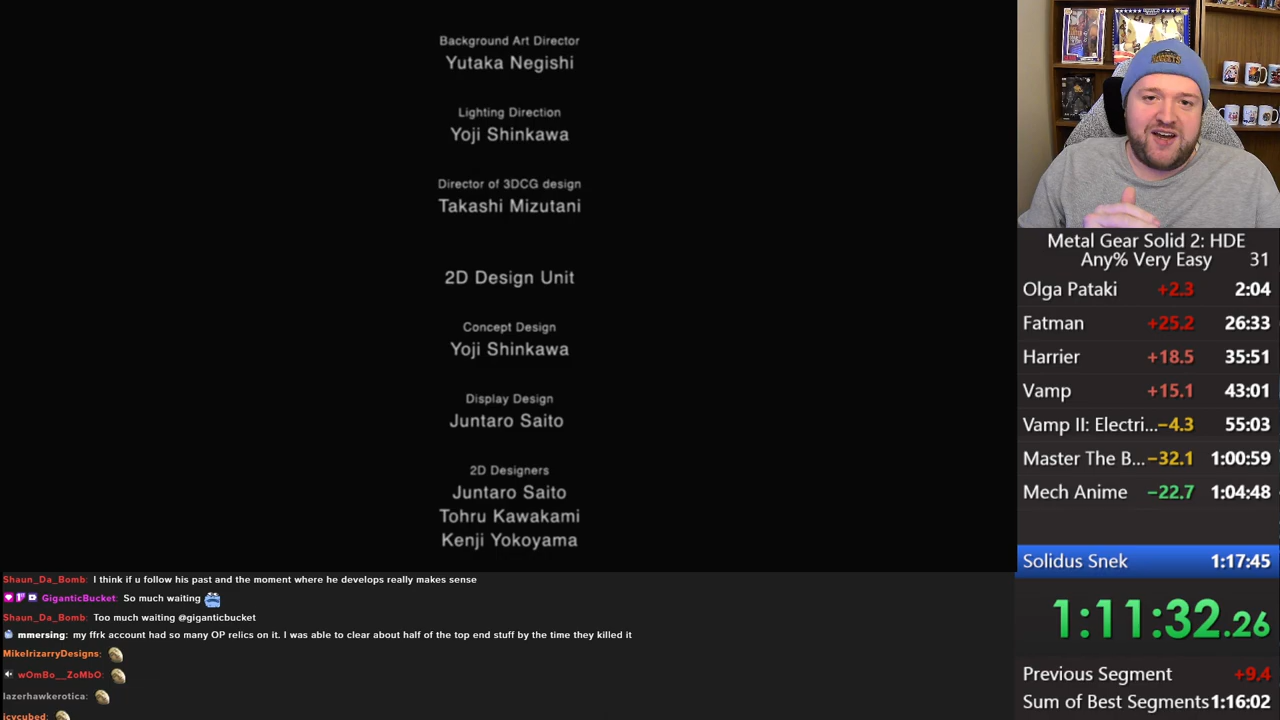 Background Art Director
Yutaka Negishi
Lighting Direction
Yoji Shinkawa
Director of 3DCG design
Takashi Mizutani
2D Design Unit
Concept Design
Yoji Shinkawa
Display Design
Juntaro Saito
2D Designers
Juntaro Saito
Tohru Kawakami
Kenji Yokoyama
Shaun_Da_Bomb: I think if u follow his past and the moment where he develops really makes sense
GiganticBucket: So much waiting
Shaun_Da_Bomb: Too much waiting @giganticbucket
mmersing: my ffrk account had so many OP relics on it. I was able to clear about half of the top end stuff by the time they killed it
MikeIrizarryDesigns:
wOmBo__ZoMbO:
lazerhawkerotica:
icycubed:
Metal Gear Solid 2: HDE
Any% Very Easy 31
Olga Pataki +2.3 2:04
Fatman +25.2 26:33
Harrier +18.5 35:51
Vamp +15.1 43:01
Vamp II: Electri... −4.3 55:03
Master The B... −32.1 1:00:59
Mech Anime −22.7 1:04:48
Solidus Snek 1:17:45
1:11:32.26
Previous Segment +9.4
Sum of Best Segments 1:16:02